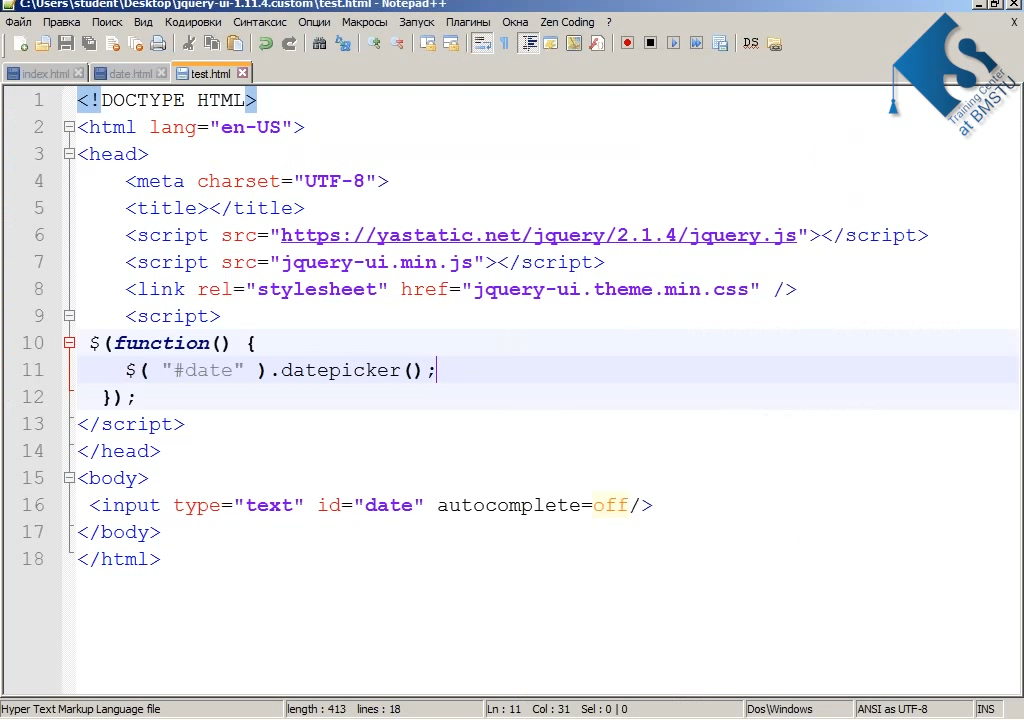 C:\Users\student\Desktop\jquery-ui-1.11.4.custom\test.html - Notepad++
Файл Правка Поиск Вид Кодировки Синтаксис Опции Макросы Запуск Плагины Окна Zen Coding ? X
DS
index.html date.html test.html
1 <!DOCTYPE HTML>
2 <html lang="en-US">
3 <head>
4 <meta charset="UTF-8">
5 <title></title>
6 <script src="https://yastatic.net/jquery/2.1.4/jquery.js"></script>
7 <script src="jquery-ui.min.js"></script>
8 <link rel="stylesheet" href="jquery-ui.theme.min.css" />
9 <script>
10 $(function() {
11 $( "#date" ).datepicker();
12 });
13 </script>
14 </head>
15 <body>
16 <input type="text" id="date" autocomplete=off/>
17 </body>
18 </html>
Training Center
at BMSTU
Hyper Text Markup Language file length : 413 lines : 18 Ln : 11 Col : 31 Sel : 0 | 0 Dos\Windows ANSI as UTF-8 INS